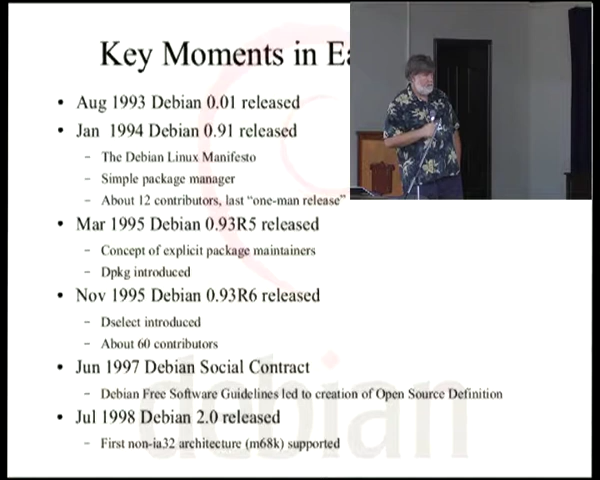 Key Moments in Ea
• Aug 1993 Debian 0.01 released
• Jan 1994 Debian 0.91 released
– The Debian Linux Manifesto
– Simple package manager
– About 12 contributors, last “one-man release”
• Mar 1995 Debian 0.93R5 released
– Concept of explicit package maintainers
– Dpkg introduced
• Nov 1995 Debian 0.93R6 released
– Dselect introduced
– About 60 contributors
• Jun 1997 Debian Social Contract
– Debian Free Software Guidelines led to creation of Open Source Definition
• Jul 1998 Debian 2.0 released
– First non-ia32 architecture (m68k) supported
debian